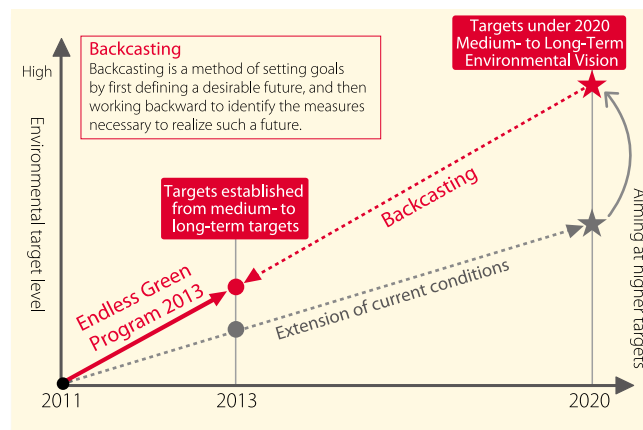 Targets under 2020
Medium- to Long-Term
Environmental Vision
High
Backcasting
Backcasting is a method of setting goals
by first defining a desirable future, and then
working backward to identify the measures
necessary to realize such a future.
Environmental target level
Targets established
from medium- to
long-term targets
Backcasting
Endless Green
Program 2013
Extension of current conditions
Aiming at higher targets
2011
2013
2020